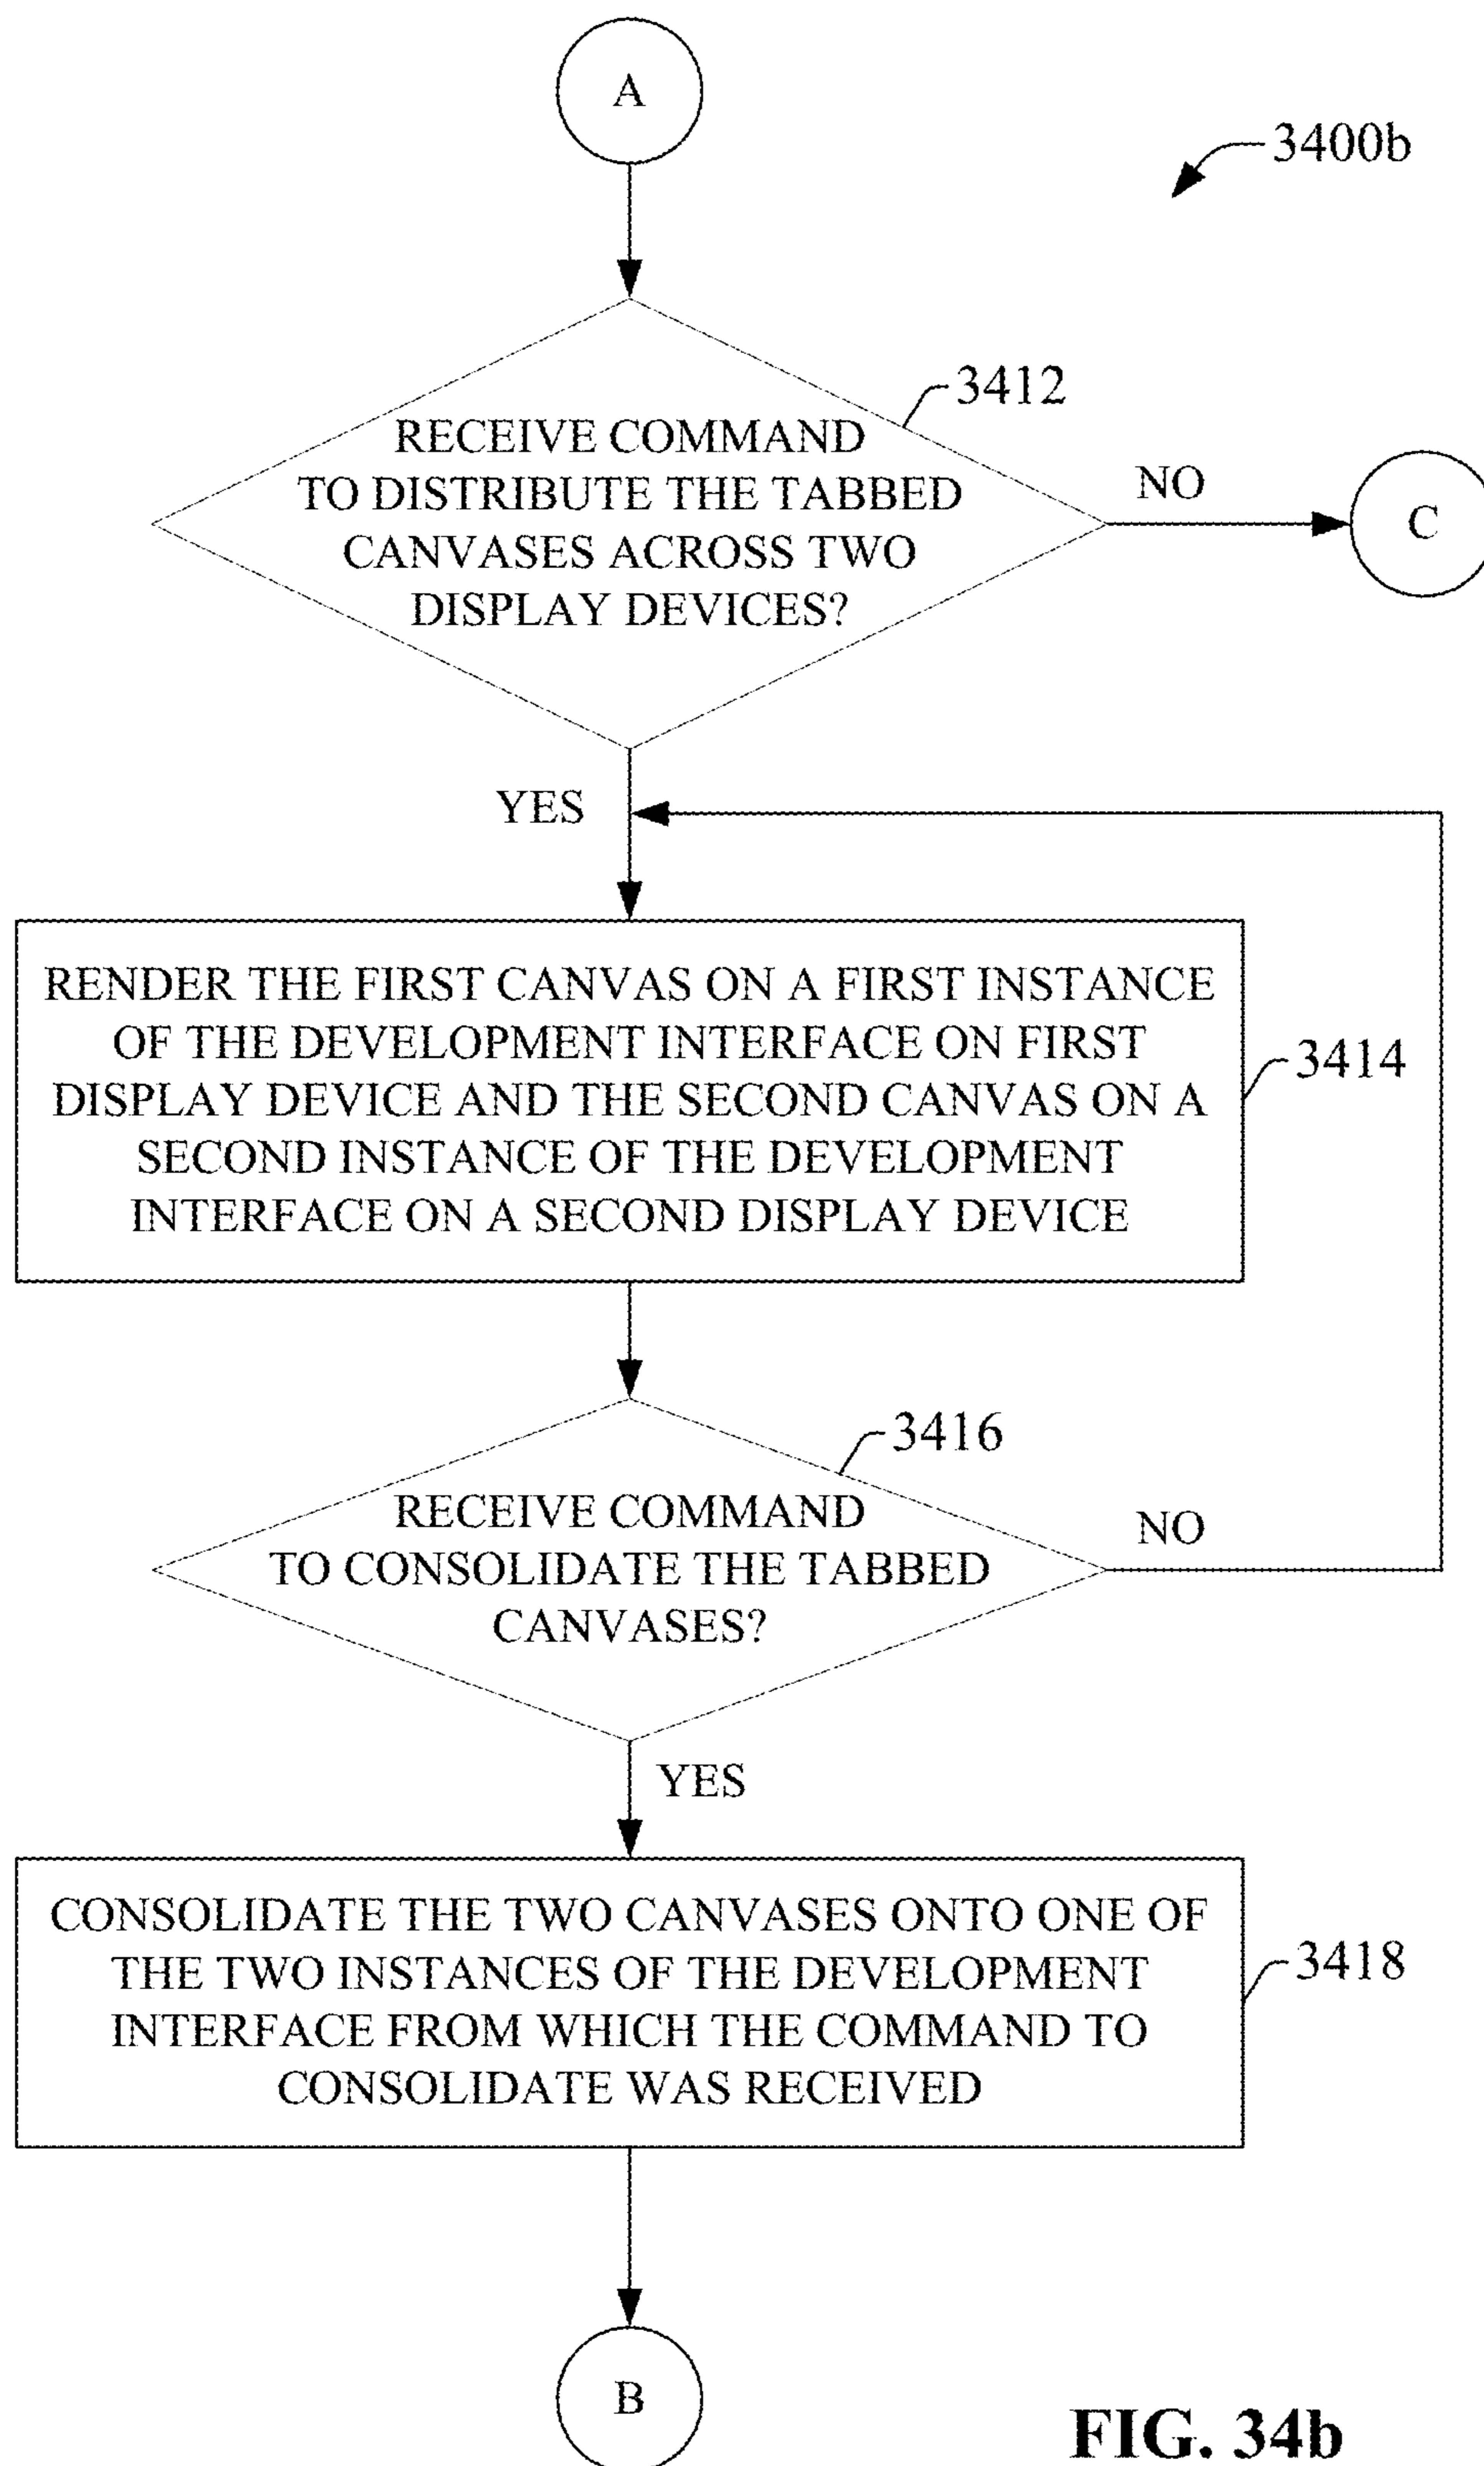 A
3400b
3412
RECEIVE COMMAND
TO DISTRIBUTE THE TABBED
CANVASES ACROSS TWO
DISPLAY DEVICES?
NO
C
YES
RENDER THE FIRST CANVAS ON A FIRST INSTANCE
OF THE DEVELOPMENT INTERFACE ON FIRST
DISPLAY DEVICE AND THE SECOND CANVAS ON A
SECOND INSTANCE OF THE DEVELOPMENT
INTERFACE ON A SECOND DISPLAY DEVICE
3414
3416
RECEIVE COMMAND
TO CONSOLIDATE THE TABBED
CANVASES?
NO
YES
CONSOLIDATE THE TWO CANVASES ONTO ONE OF
THE TWO INSTANCES OF THE DEVELOPMENT
INTERFACE FROM WHICH THE COMMAND TO
CONSOLIDATE WAS RECEIVED
3418
B
FIG. 34b